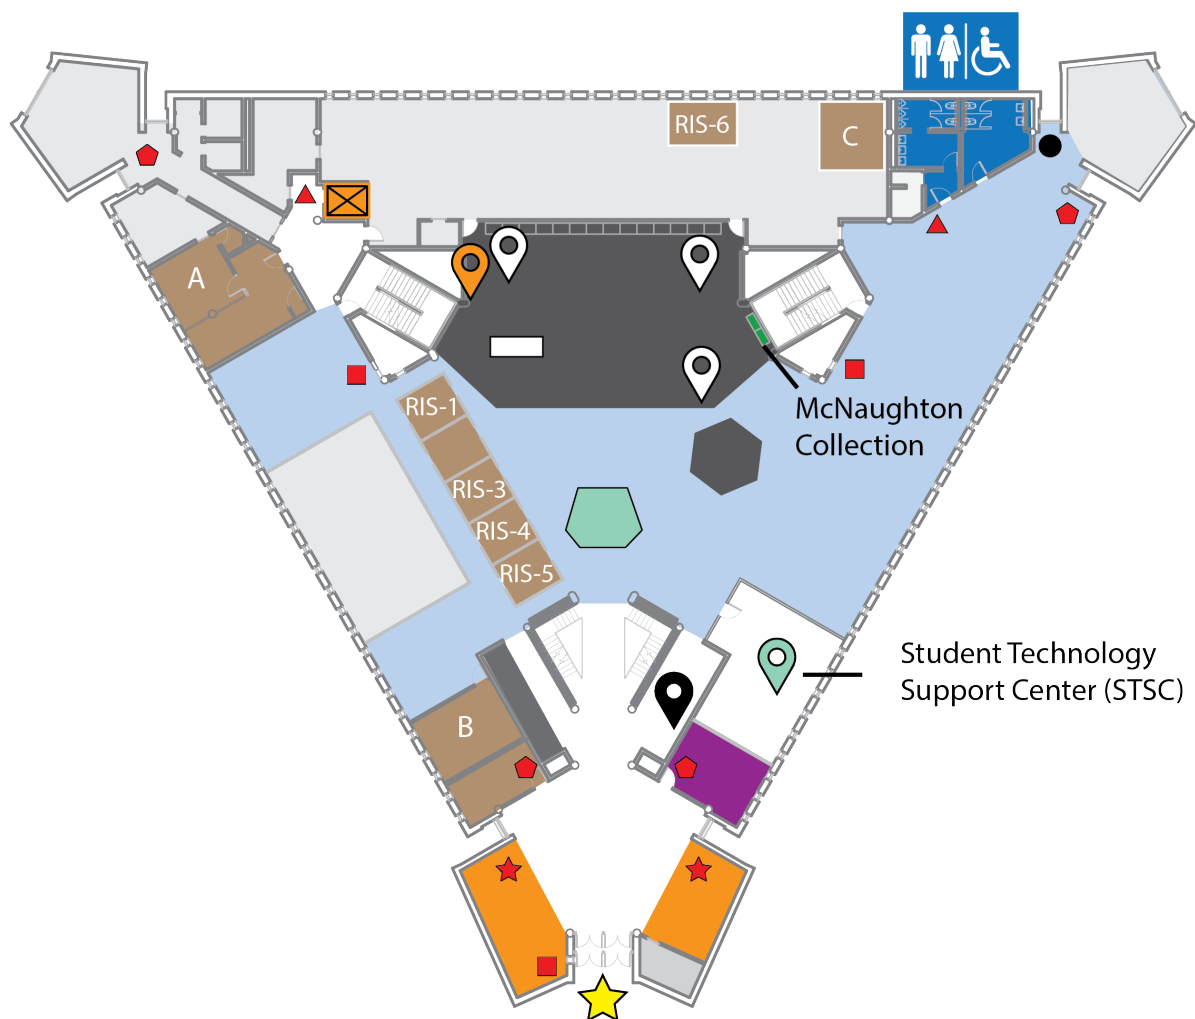 RIS-6
C
A
RIS-1
McNaughton
Collection
RIS-3
RIS-4
RIS-5
Student Technology
Support Center (STSC)
B